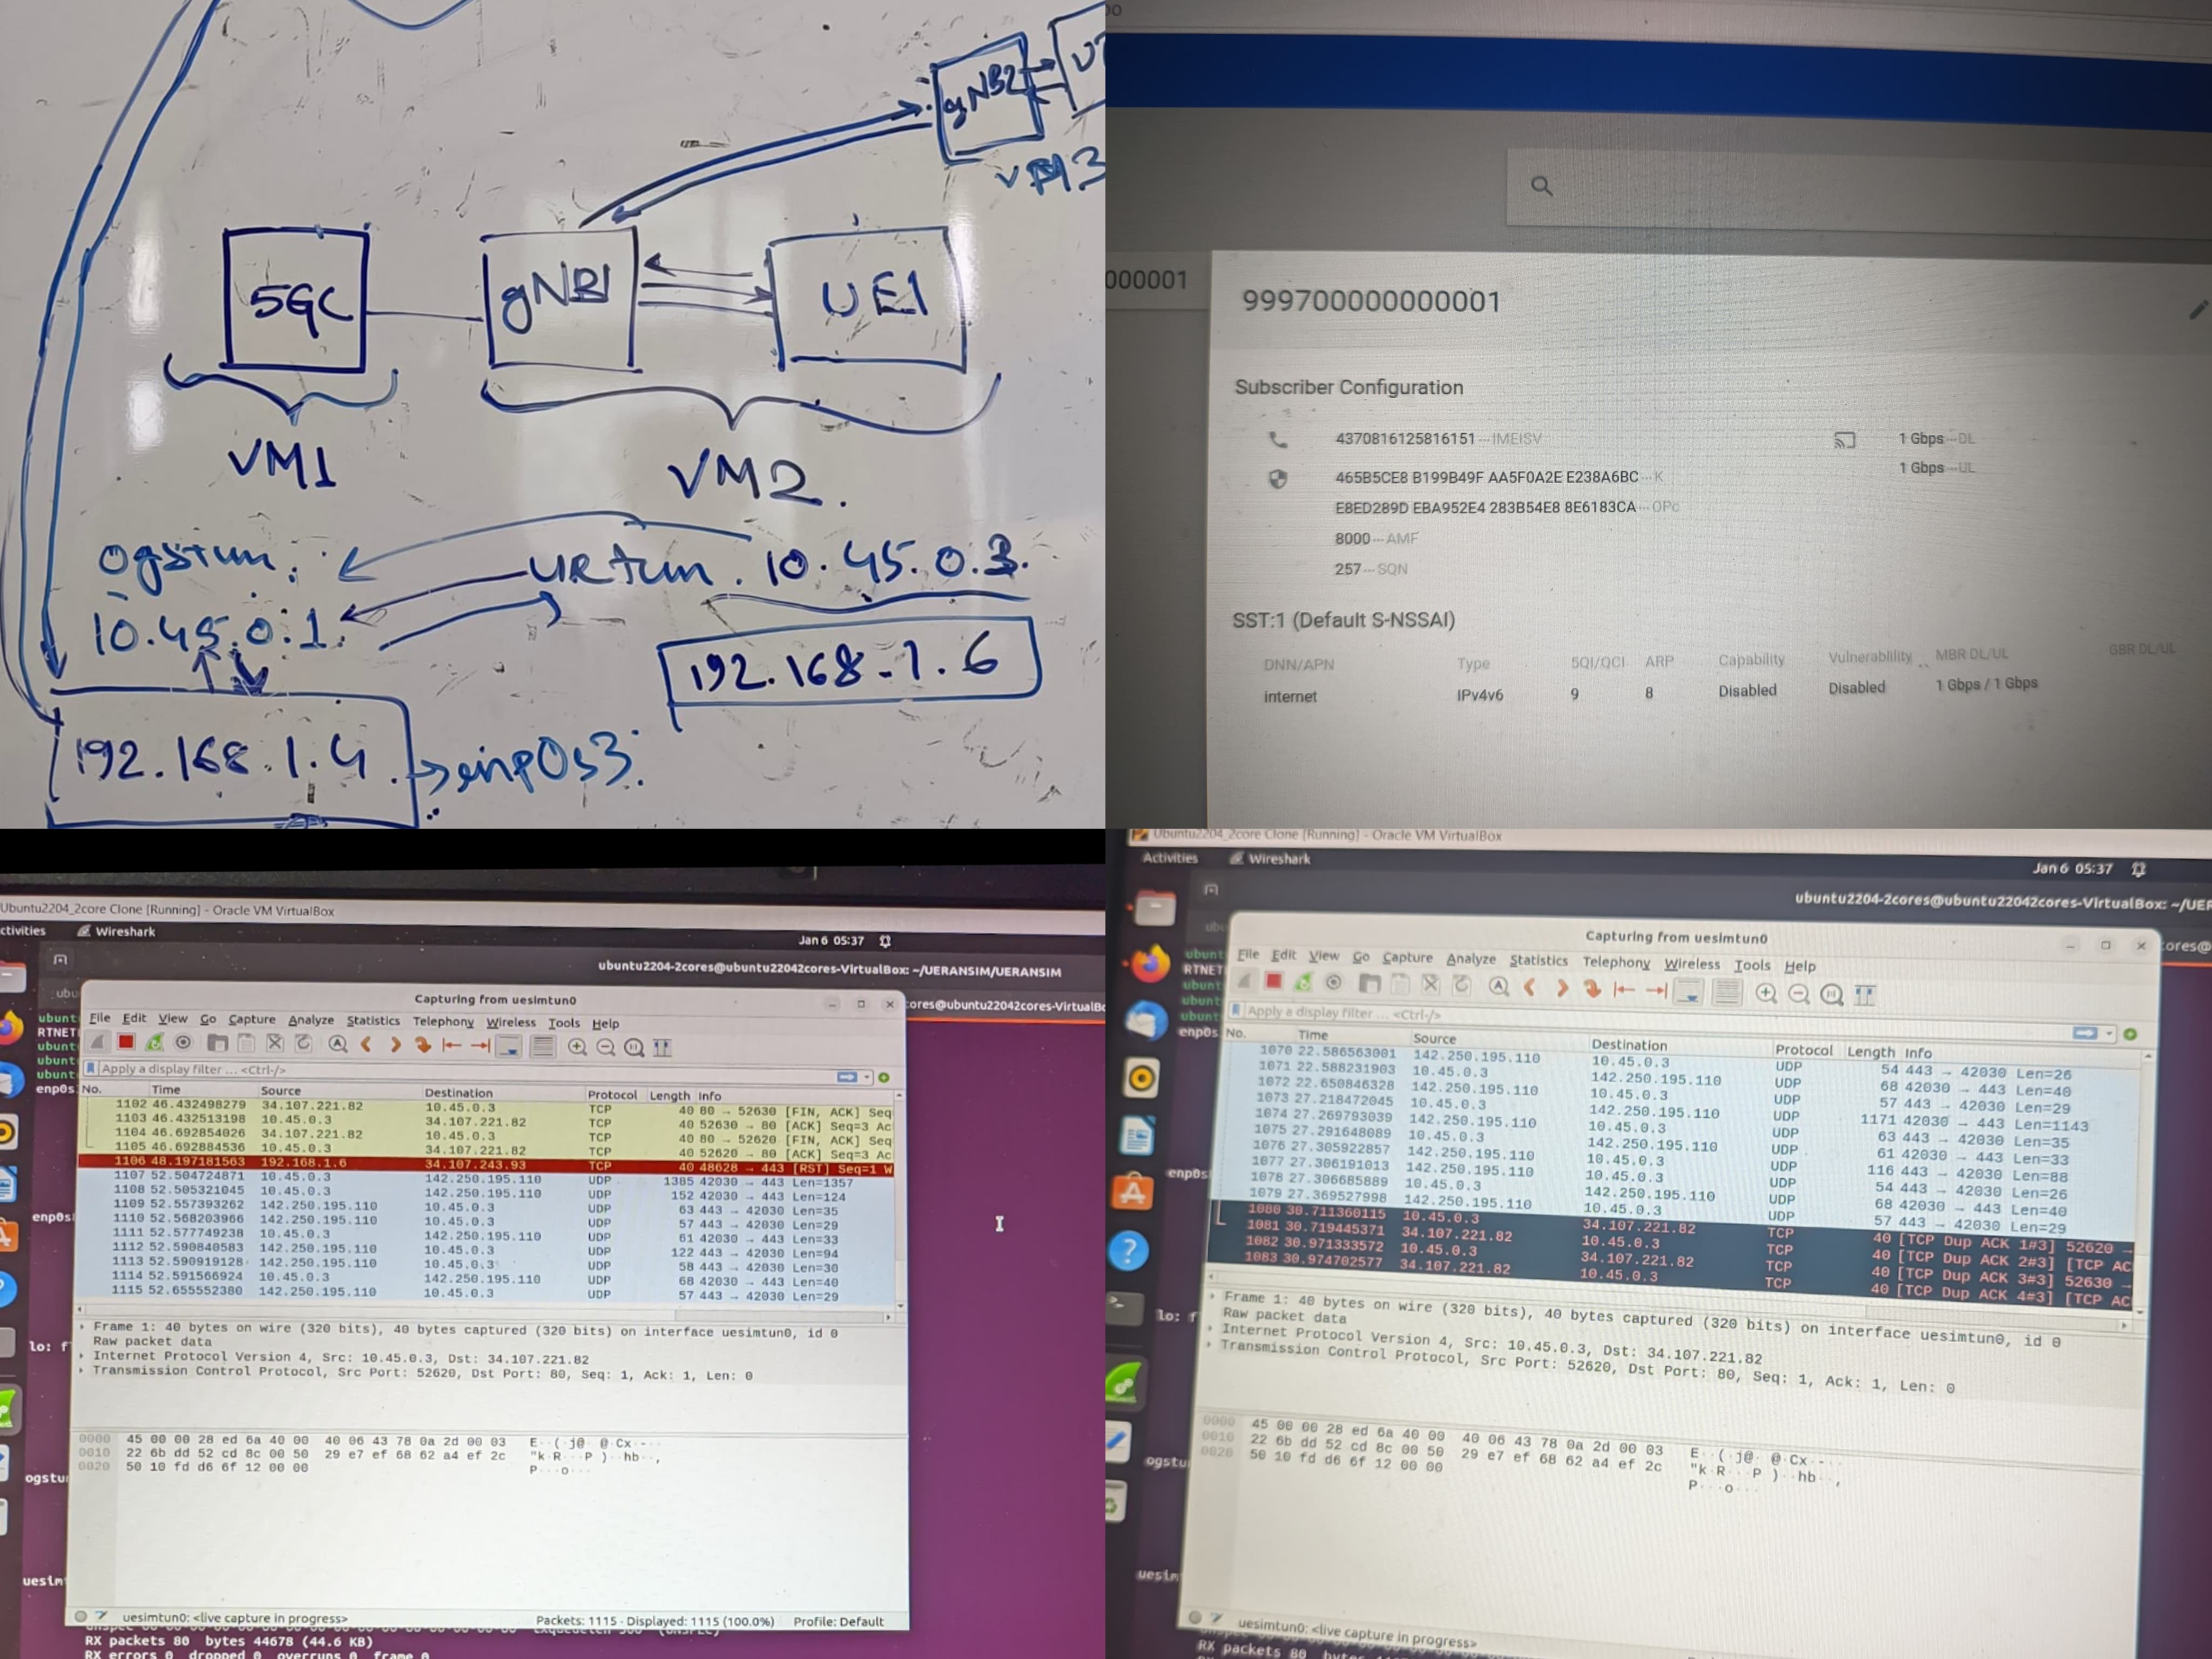 gNB2
VM3
5GC
gNB1
UE1
VM1
VM2.
ogstun:
uetun. 10.45.0.3.
10.45.0.1.
192.168.1.6
192.168.1.4
enp0s3
000001
999700000000001
Subscriber Configuration
4370816125816151---IMEISV
1 Gbps---DL
465B5CE8 B199B49F AA5F0A2E E238A6BC---K
1 Gbps---UL
E8ED289D EBA952E4 283B54E8 8E6183CA---OPc
8000---AMF
257---SQN
SST:1 (Default S-NSSAI)
DNN/APN Type 5QI/QCI ARP Capability Vulnerablility MBR DL/UL GBR DL/UL
internet IPv4v6 9 8 Disabled Disabled 1 Gbps / 1 Gbps
Ubuntu2204_2core Clone [Running] - Oracle VM VirtualBox
ctivities Wireshark
Jan 6 05:37
ubuntu2204-2cores@ubuntu22042cores-VirtualBox: ~/UERANSIM/UERANSIM
Capturing from uesimtun0
cores@ubuntu22042cores-VirtualBo
File Edit View Go Capture Analyze Statistics Telephony Wireless Tools Help
Apply a display filter ... <Ctrl-/>
No. Time Source Destination Protocol Length Info
1102 46.432498279 34.107.221.82 10.45.0.3 TCP 40 80 → 52630 [FIN, ACK] Seq
1103 46.432513198 10.45.0.3 34.107.221.82 TCP 40 52630 → 80 [ACK] Seq=3 Ac
1104 46.692854026 34.107.221.82 10.45.0.3 TCP 40 80 → 52620 [FIN, ACK] Seq
1105 46.692884536 10.45.0.3 34.107.221.82 TCP 40 52620 → 80 [ACK] Seq=3 Ac
1106 48.197181563 192.168.1.6 34.107.243.93 TCP 40 48628 → 443 [RST] Seq=1 W
1107 52.504724871 10.45.0.3 142.250.195.110 UDP 1385 42030 → 443 Len=1357
1108 52.505321045 10.45.0.3 142.250.195.110 UDP 152 42030 → 443 Len=124
1109 52.557393262 142.250.195.110 10.45.0.3 UDP 63 443 → 42030 Len=35
1110 52.568203966 142.250.195.110 10.45.0.3 UDP 57 443 → 42030 Len=29
1111 52.577749238 10.45.0.3 142.250.195.110 UDP 61 42030 → 443 Len=33
1112 52.590840583 142.250.195.110 10.45.0.3 UDP 122 443 → 42030 Len=94
1113 52.590919128 142.250.195.110 10.45.0.3 UDP 58 443 → 42030 Len=30
1114 52.591566924 10.45.0.3 142.250.195.110 UDP 68 42030 → 443 Len=40
1115 52.655552380 142.250.195.110 10.45.0.3 UDP 57 443 → 42030 Len=29
Frame 1: 40 bytes on wire (320 bits), 40 bytes captured (320 bits) on interface uesimtun0, id 0
Raw packet data
Internet Protocol Version 4, Src: 10.45.0.3, Dst: 34.107.221.82
Transmission Control Protocol, Src Port: 52620, Dst Port: 80, Seq: 1, Ack: 1, Len: 0
0000 45 00 00 28 ed 6a 40 00 40 06 43 78 0a 2d 00 03 E··(·j@· @·Cx·-··
0010 22 6b dd 52 cd 8c 00 50 29 e7 ef 68 62 a4 ef 2c "k·R···P )··hb··,
0020 50 10 fd d6 6f 12 00 00 P···o···
uesimtun0: <live capture in progress>
Packets: 1115 · Displayed: 1115 (100.0%) Profile: Default
RX packets 80 bytes 44678 (44.6 KB)
RX errors 0 dropped 0 overruns 0 frame 0
Ubuntu2204_2core Clone [Running] - Oracle VM VirtualBox
Activities Wireshark
Jan 6 05:37
ubuntu2204-2cores@ubuntu22042cores-VirtualBox: ~/UER
Capturing from uesimtun0
cores@
File Edit View Go Capture Analyze Statistics Telephony Wireless Tools Help
Apply a display filter ... <Ctrl-/>
No. Time Source Destination Protocol Length Info
1070 22.586563001 142.250.195.110 10.45.0.3 UDP 54 443 → 42030 Len=26
1071 22.588231903 10.45.0.3 142.250.195.110 UDP 68 42030 → 443 Len=40
1072 22.650846328 142.250.195.110 10.45.0.3 UDP 57 443 → 42030 Len=29
1073 27.218472045 10.45.0.3 142.250.195.110 UDP 1171 42030 → 443 Len=1143
1074 27.269793039 142.250.195.110 10.45.0.3 UDP 63 443 → 42030 Len=35
1075 27.291648089 10.45.0.3 142.250.195.110 UDP 61 42030 → 443 Len=33
1076 27.305922857 142.250.195.110 10.45.0.3 UDP 116 443 → 42030 Len=88
1077 27.306191013 142.250.195.110 10.45.0.3 UDP 54 443 → 42030 Len=26
1078 27.306685889 10.45.0.3 142.250.195.110 UDP 68 42030 → 443 Len=40
1079 27.369527998 142.250.195.110 10.45.0.3 UDP 57 443 → 42030 Len=29
1080 30.711360115 10.45.0.3 34.107.221.82 TCP 40 [TCP Dup ACK 1#3] 52620 →
1081 30.719445371 34.107.221.82 10.45.0.3 TCP 40 [TCP Dup ACK 2#3] [TCP AC
1082 30.971333572 10.45.0.3 34.107.221.82 TCP 40 [TCP Dup ACK 3#3] 52630 →
1083 30.974702577 34.107.221.82 10.45.0.3 TCP 40 [TCP Dup ACK 4#3] [TCP AC
Frame 1: 40 bytes on wire (320 bits), 40 bytes captured (320 bits) on interface uesimtun0, id 0
Raw packet data
Internet Protocol Version 4, Src: 10.45.0.3, Dst: 34.107.221.82
Transmission Control Protocol, Src Port: 52620, Dst Port: 80, Seq: 1, Ack: 1, Len: 0
0000 45 00 00 28 ed 6a 40 00 40 06 43 78 0a 2d 00 03 E··(·j@· @·Cx·-··
0010 22 6b dd 52 cd 8c 00 50 29 e7 ef 68 62 a4 ef 2c "k·R···P )··hb··,
0020 50 10 fd d6 6f 12 00 00 P···o···
uesimtun0: <live capture in progress>
RX packets 80